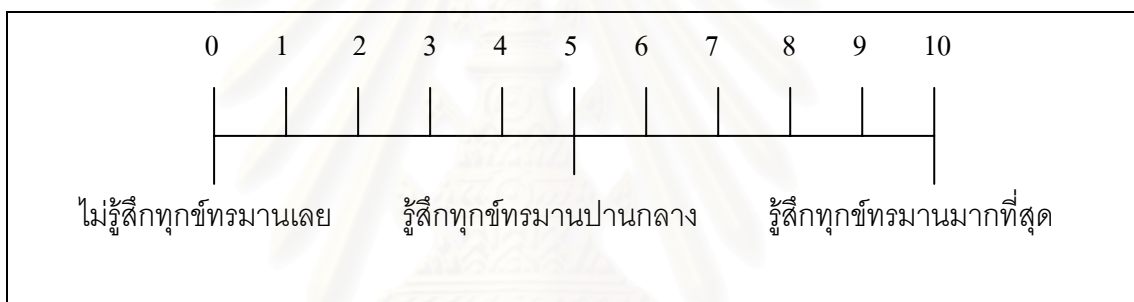 0 1 2 3 4 5 6 7 8 9 10
ไม่รู้สึกทุกข์ทรมานเลย รู้สึกทุกข์ทรมานปานกลาง รู้สึกทุกข์ทรมานมากที่สุด